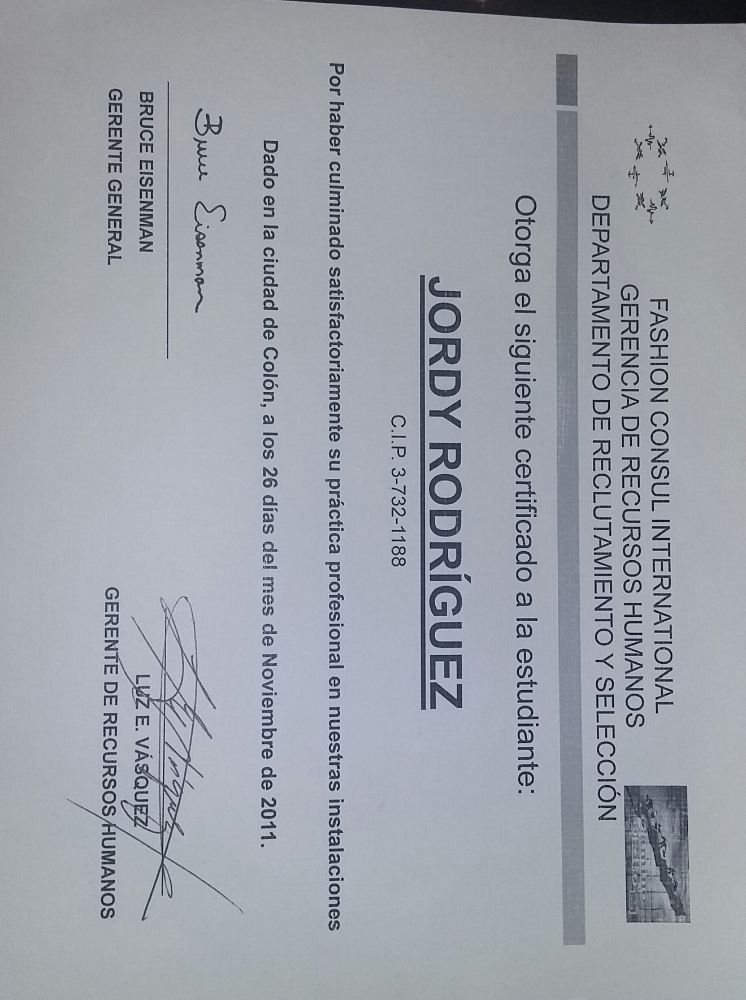 FASHION CONSUL INTERNATIONAL
GERENCIA DE RECURSOS HUMANOS
DEPARTAMENTO DE RECLUTAMIENTO Y SELECCIÓN
Otorga el siguiente certificado a la estudiante:
JORDY RODRÍGUEZ
C.I.P. 3-732-1188
Por haber culminado satisfactoriamente su práctica profesional en nuestras instalaciones
Dado en la ciudad de Colón, a los 26 días del mes de Noviembre de 2011.
Bruce Eisenman
BRUCE EISENMAN
GERENTE GENERAL
LUZ E. VÁSQUEZ
GERENTE DE RECURSOS HUMANOS